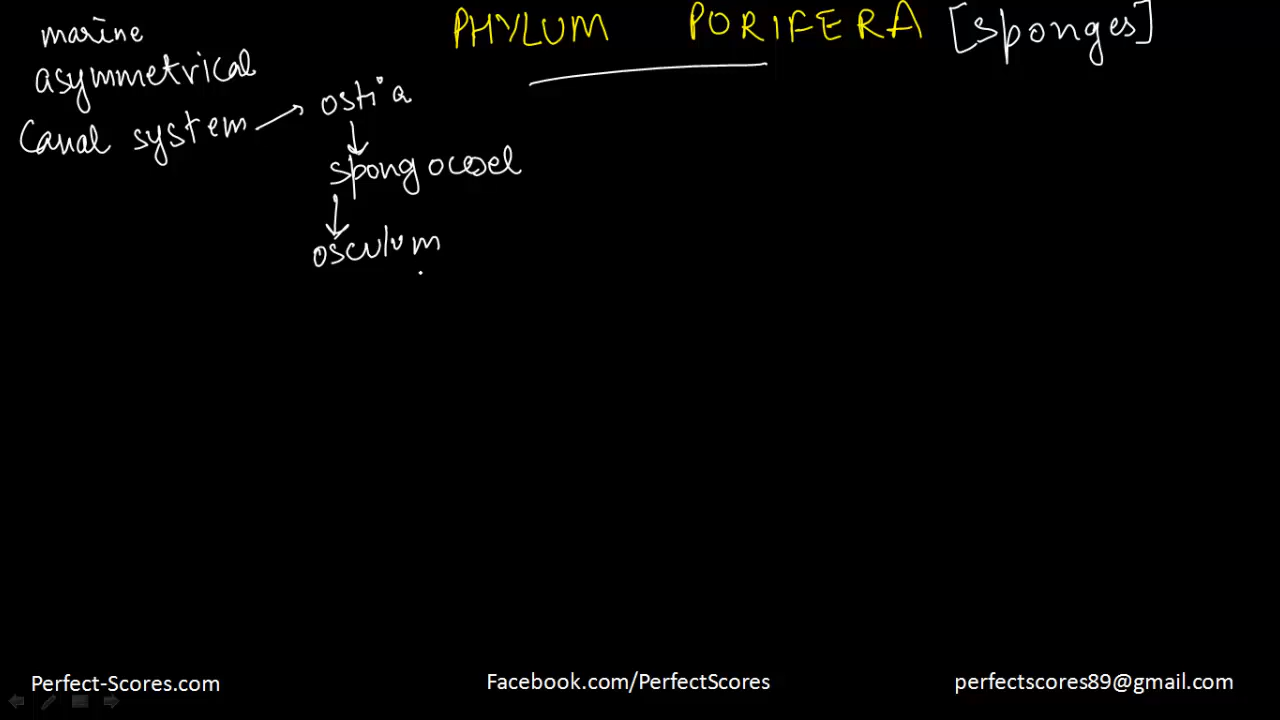 PHYLUM PORIFERA [sponges]
marine
asymmetrical
Canal system → ostia
↓
spongocoel
↓
osculum
Perfect-Scores.com
Facebook.com/PerfectScores
perfectscores89@gmail.com